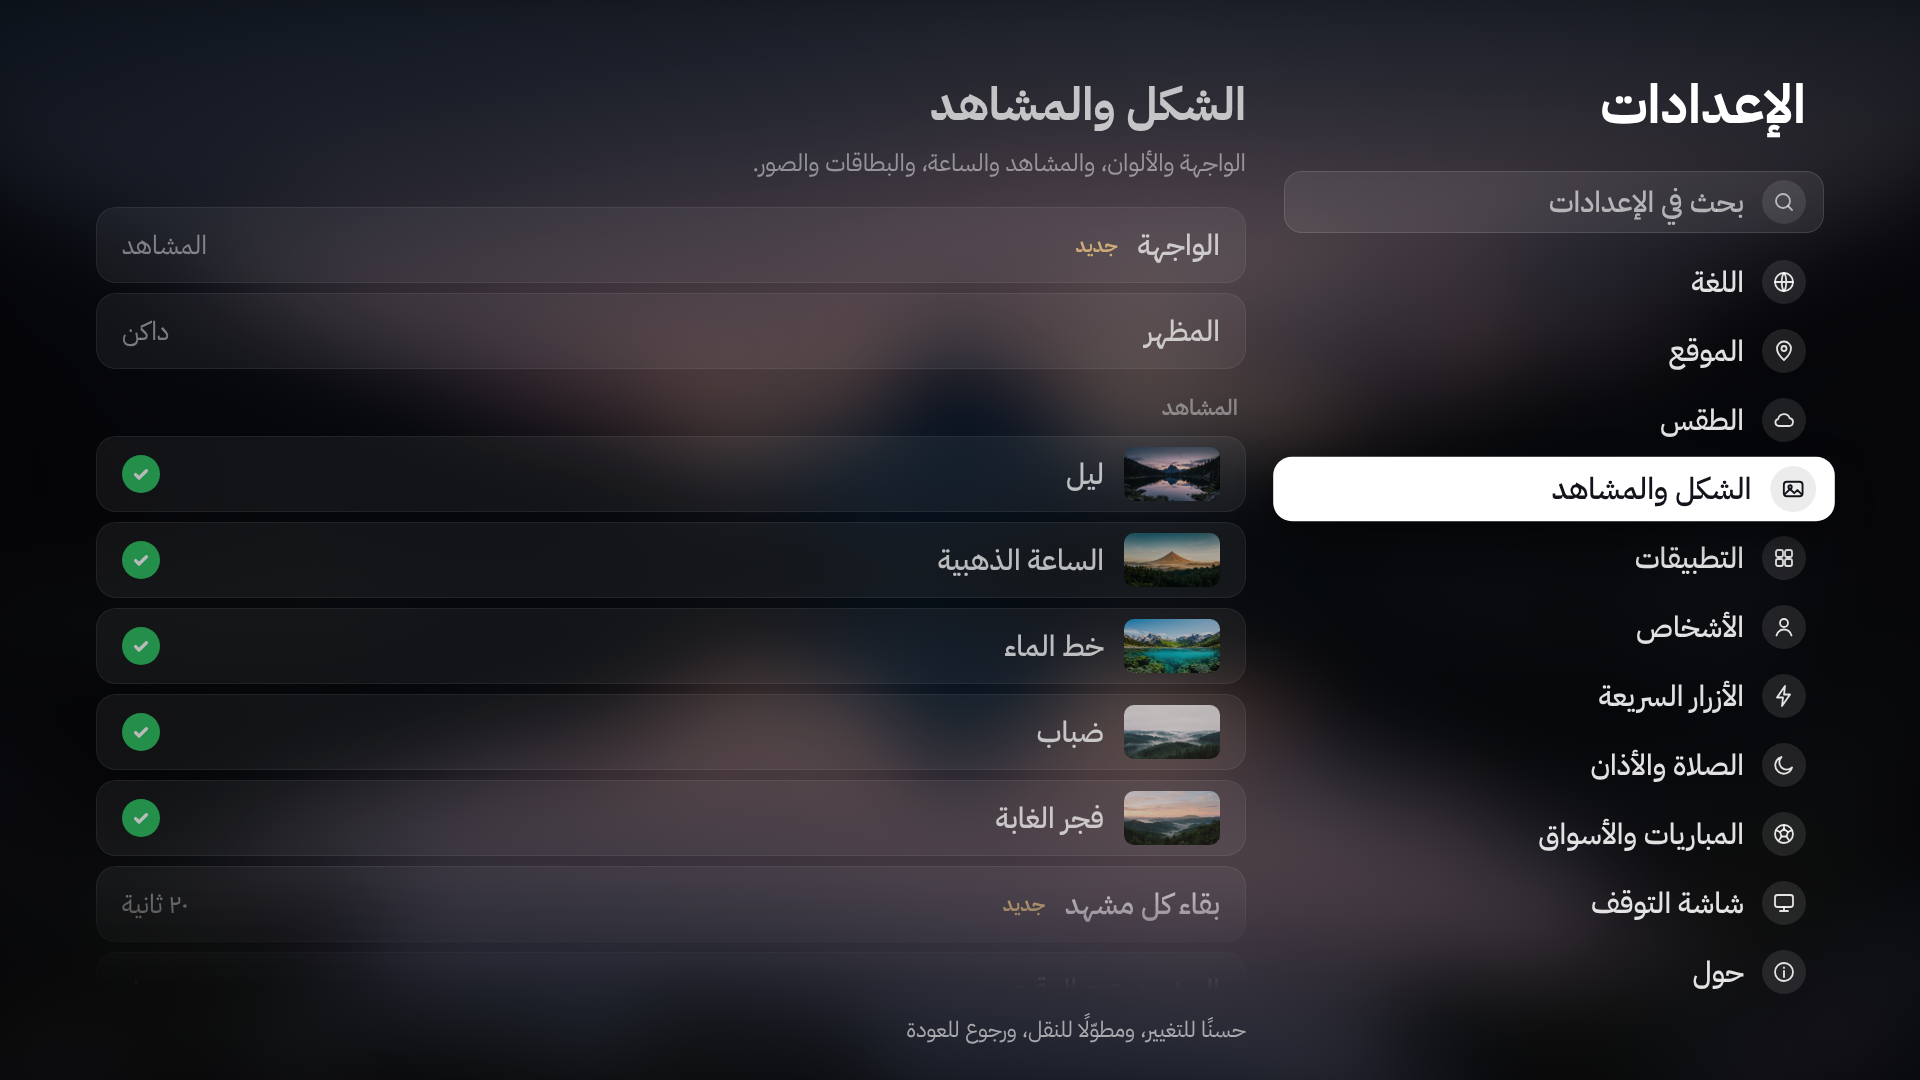 الإعدادات
بحث في الإعدادات
اللغة
الموقع
الطقس
الشكل والمشاهد
التطبيقات
الأشخاص
الأزرار السريعة
الصلاة والأذان
المباريات والأسواق
شاشة التوقف
حول
الشكل والمشاهد
الواجهة والألوان، والمشاهد والساعة، والبطاقات والصور.
الواجهة جديد المشاهد
المظهر داكن
المشاهد
ليل
الساعة الذهبية
خط الماء
ضباب
فجر الغابة
بقاء كل مشهد جديد ٢٠ ثانية
حسنًا للتغيير، ومطوّلًا للنقل، ورجوع للعودة